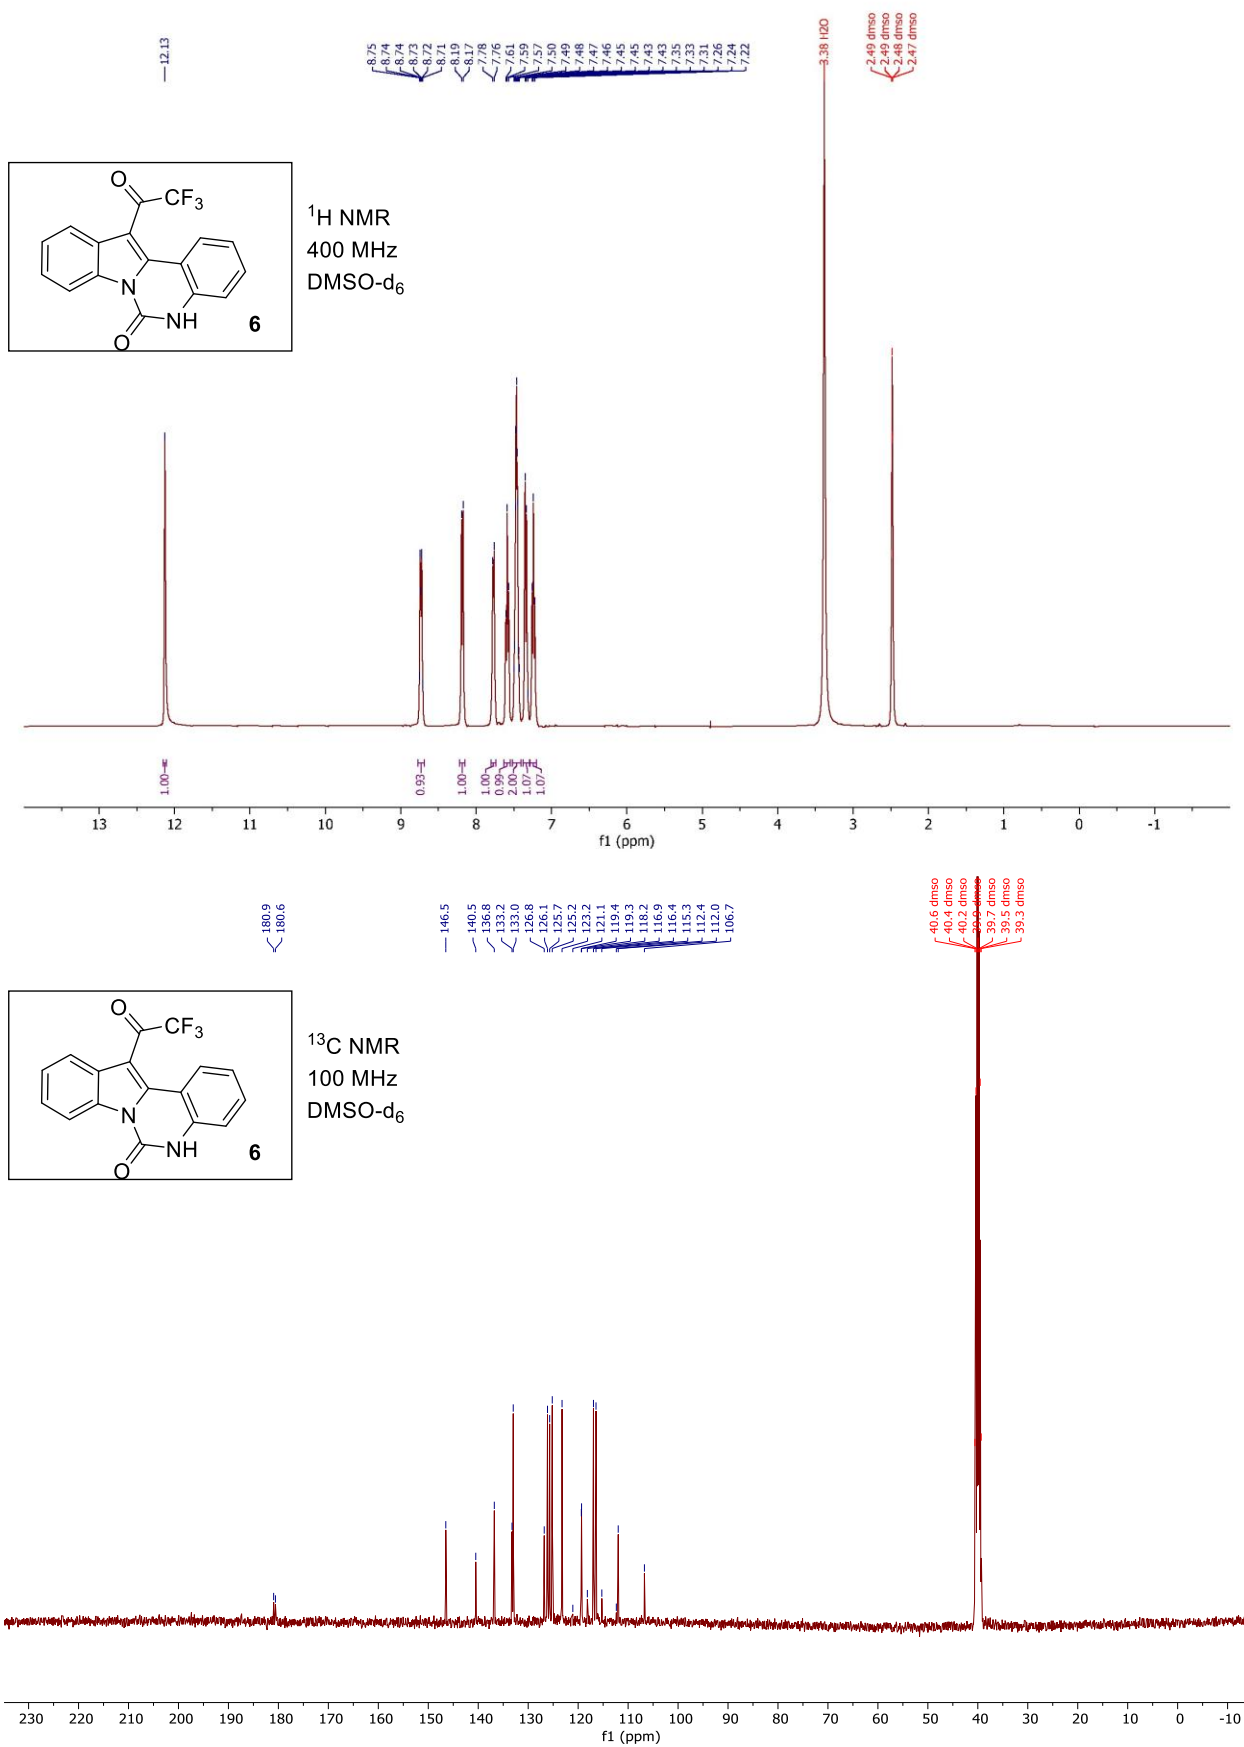 12.13
8.75
8.74
8.74
8.73
8.72
8.71
8.19
8.17
7.78
7.76
7.61
7.59
7.57
7.50
7.49
7.48
7.47
7.46
7.45
7.45
7.43
7.43
7.35
7.33
7.31
7.26
7.24
7.22
3.38 H2O
2.49 dmso
2.49 dmso
2.48 dmso
2.47 dmso
O
CF3
N
NH
O
6
1H NMR
400 MHz
DMSO-d6
1.00
0.93
1.00
1.00
0.99
2.00
1.07
1.07
13 12 11 10 9 8 7 6 5 4 3 2 1 0 -1
f1 (ppm)
180.9
180.6
146.5
140.5
136.8
133.2
133.0
126.8
126.1
125.7
125.2
123.2
121.1
119.4
119.3
118.2
116.9
116.4
115.3
112.4
112.0
106.7
40.6 dmso
40.4 dmso
40.2 dmso
39.9 dmso
39.7 dmso
39.5 dmso
39.3 dmso
O
CF3
N
NH
O
6
13C NMR
100 MHz
DMSO-d6
230 220 210 200 190 180 170 160 150 140 130 120 110 100 90 80 70 60 50 40 30 20 10 0 -10
f1 (ppm)